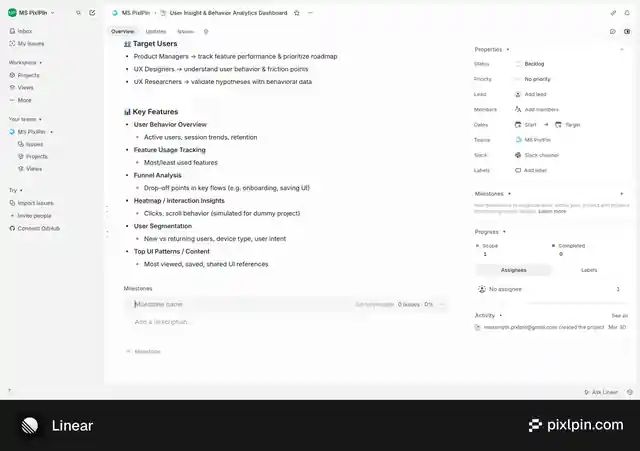 MS PixlPin
Inbox
My issues
Workspace
Projects
Views
More
Your teams
MS PixlPin
Issues
Projects
Views
Try
Import issues
Invite people
Connect GitHub
?
MS PixlPin › User Insight & Behavior Analytics Dashboard
Overview Updates Issues
Target Users
• Product Managers → track feature performance & prioritize roadmap
• UX Designers → understand user behavior & friction points
• UX Researchers → validate hypotheses with behavioral data
Key Features
• User Behavior Overview
• Active users, session trends, retention
• Feature Usage Tracking
• Most/least used features
• Funnel Analysis
• Drop-off points in key flows (e.g. onboarding, saving UI)
• Heatmap / Interaction Insights
• Clicks, scroll behavior (simulated for dummy project)
• User Segmentation
• New vs returning users, device type, user intent
• Top UI Patterns / Content
• Most viewed, saved, shared UI references
Milestones
Milestone name 0 issues · 0%
Add a description...
+ Milestone
Properties
Status Backlog
Priority No priority
Lead Add lead
Members Add members
Dates Start → Target
Teams MS PixlPin
Slack Slack channel
Labels Add label
Milestones +
Learn more
Progress
Scope Completed
1 0
Assignees Labels
No assignee 1
Activity See all
created the project · Mar 30
Ask Linear
Linear
pixlpin.com